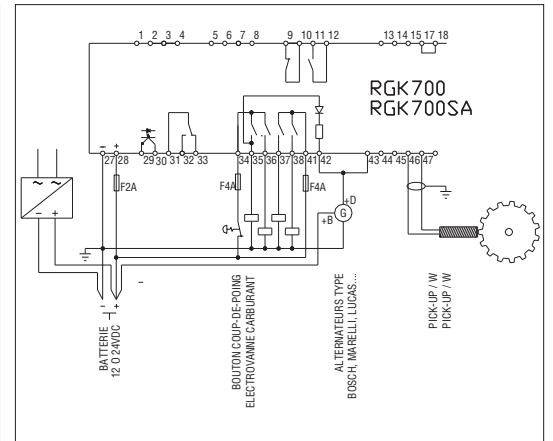 1 2 3 4 5 6 7 8 9 10 11 12 13 14 15 17 18
RGK700
RGK700SA
- +
27 28 29 30 31 32 33 34 35 36 37 38 41 42 43 44 45 46 47
~ ~
- +
F2A
F4A
F4A
+D
+B
G
- +
-
BATTERIE
12 O 24VDC
BOUTON COUP-DE-POING
ELECTROVANNE CARBURANT
ALTERNATEURS TYPE
BOSCH, MARELLI, LUCAS....
PICK-UP / W
PICK-UP / W